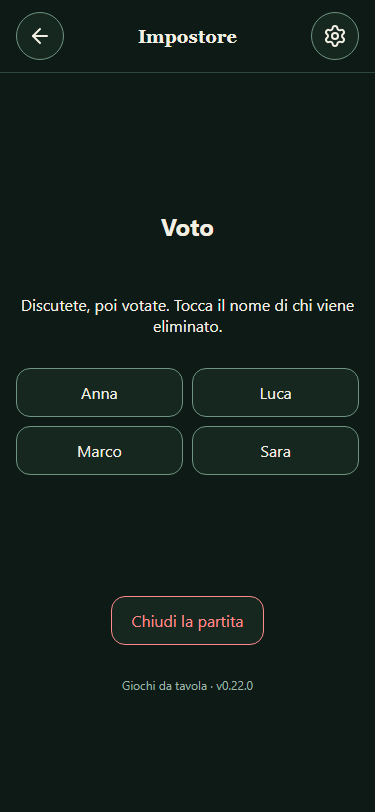 Impostore
Voto
Discutete, poi votate. Tocca il nome di chi viene
eliminato.
Anna
Luca
Marco
Sara
Chiudi la partita
Giochi da tavola · v0.22.0